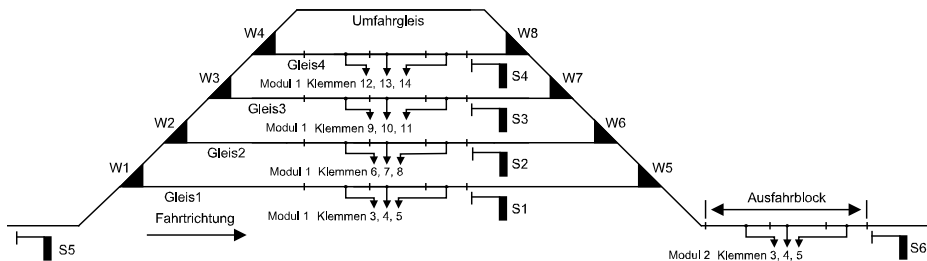 Umfahrgleis
W4
W8
Gleis4
S4
Modul 1 Klemmen 12, 13, 14
W3
W7
Gleis3
S3
Modul 1 Klemmen 9, 10, 11
W2
W6
Gleis2
S2
Modul 1 Klemmen 6, 7, 8
W1
W5
Gleis1
S1
Modul 1 Klemmen 3, 4, 5
Fahrtrichtung
Ausfahrblock
S5
S6
Modul 2 Klemmen 3, 4, 5